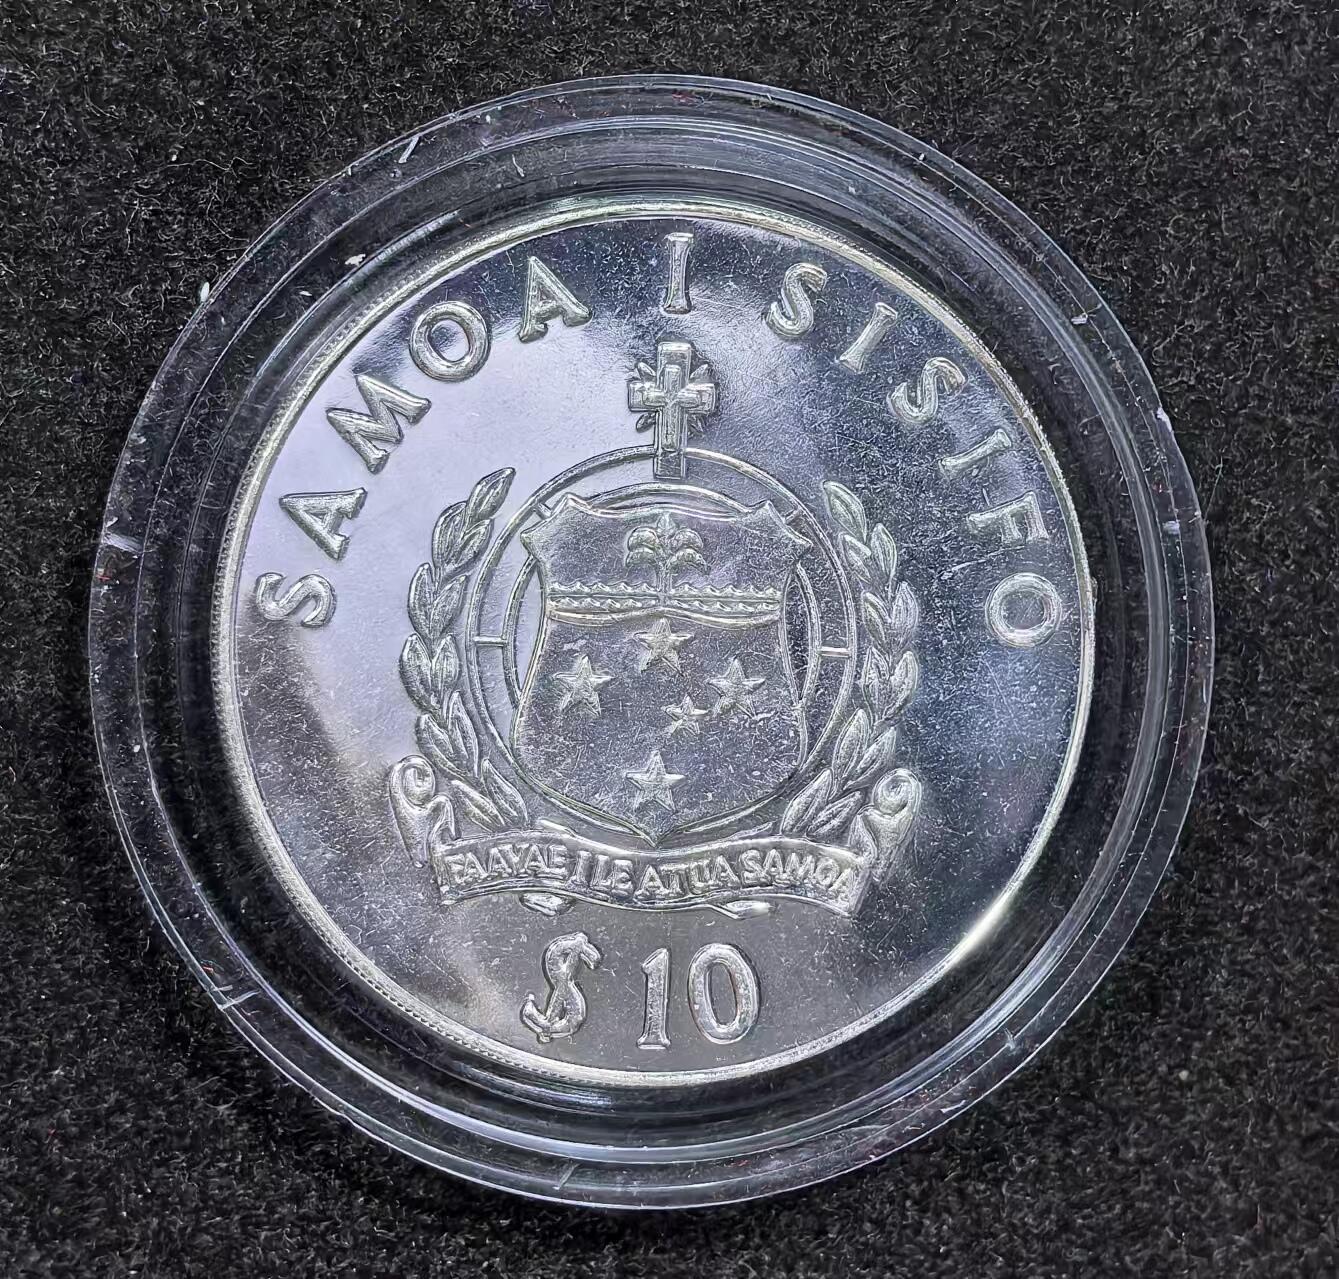 SAMOA I SISIFO
FAAVAE I LE ATUA SAMOA
$10